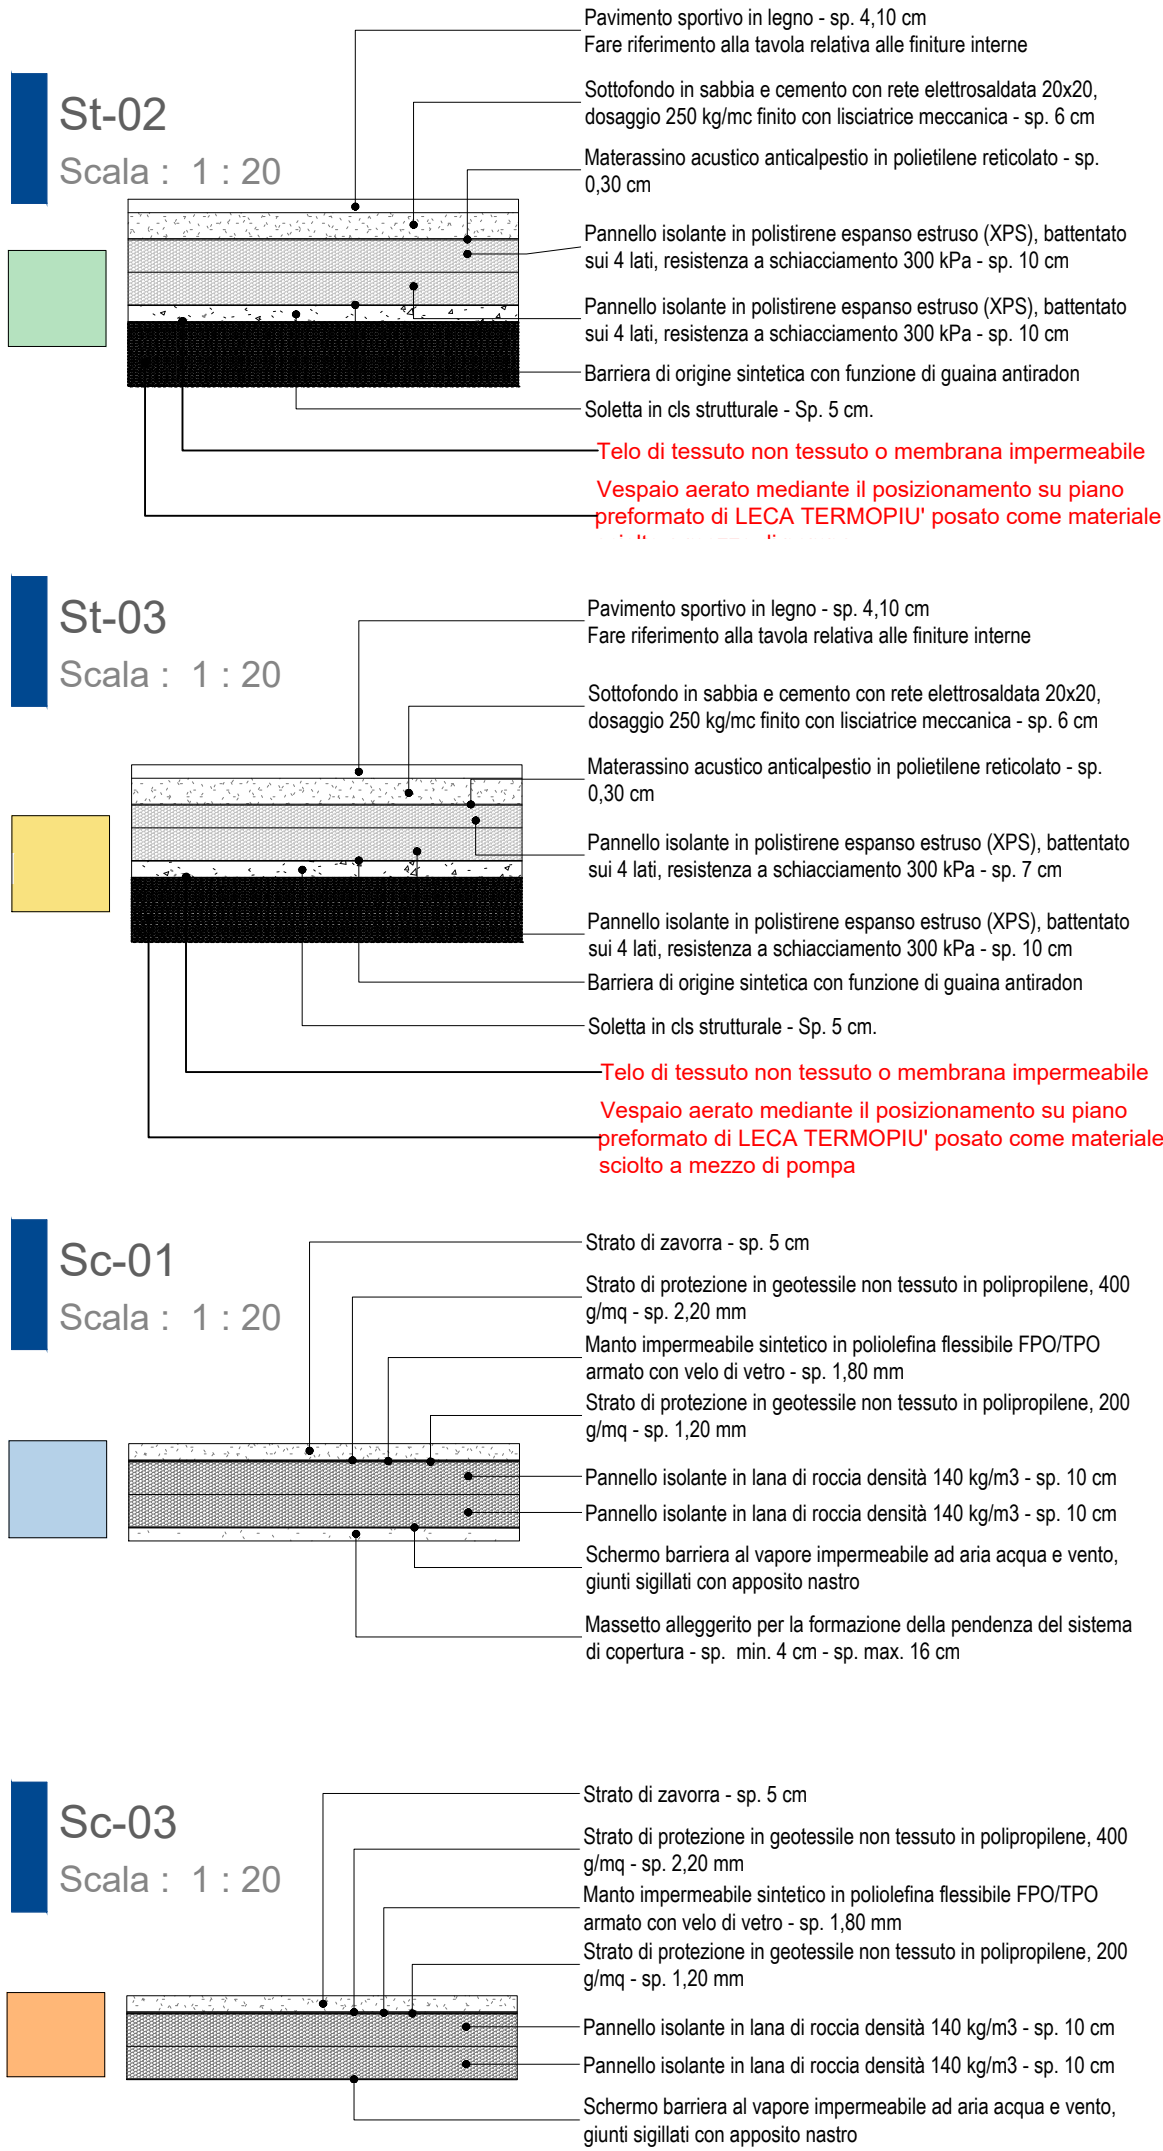 Pavimento sportivo in legno - sp. 4,10 cm
Fare riferimento alla tavola relativa alle finiture interne
St-02
Scala :  1 : 20
Sottofondo in sabbia e cemento con rete elettrosaldata 20x20,
dosaggio 250 kg/mc finito con lisciatrice meccanica - sp. 6 cm
Materassino acustico anticalpestio in polietilene reticolato - sp.
0,30 cm
Pannello isolante in polistirene espanso estruso (XPS), battentato
sui 4 lati, resistenza a schiacciamento 300 kPa - sp. 10 cm
Pannello isolante in polistirene espanso estruso (XPS), battentato
sui 4 lati, resistenza a schiacciamento 300 kPa - sp. 10 cm
Barriera di origine sintetica con funzione di guaina antiradon
Soletta in cls strutturale - Sp. 5 cm.
Telo di tessuto non tessuto o membrana impermeabile
Vespaio aerato mediante il posizionamento su piano
preformato di LECA TERMOPIU' posato come materiale
St-03
Scala :  1 : 20
Pavimento sportivo in legno - sp. 4,10 cm
Fare riferimento alla tavola relativa alle finiture interne
Sottofondo in sabbia e cemento con rete elettrosaldata 20x20,
dosaggio 250 kg/mc finito con lisciatrice meccanica - sp. 6 cm
Materassino acustico anticalpestio in polietilene reticolato - sp.
0,30 cm
Pannello isolante in polistirene espanso estruso (XPS), battentato
sui 4 lati, resistenza a schiacciamento 300 kPa - sp. 7 cm
Pannello isolante in polistirene espanso estruso (XPS), battentato
sui 4 lati, resistenza a schiacciamento 300 kPa - sp. 10 cm
Barriera di origine sintetica con funzione di guaina antiradon
Soletta in cls strutturale - Sp. 5 cm.
Telo di tessuto non tessuto o membrana impermeabile
Vespaio aerato mediante il posizionamento su piano
preformato di LECA TERMOPIU' posato come materiale
sciolto a mezzo di pompa
Sc-01
Scala :  1 : 20
Strato di zavorra - sp. 5 cm
Strato di protezione in geotessile non tessuto in polipropilene, 400
g/mq - sp. 2,20 mm
Manto impermeabile sintetico in poliolefina flessibile FPO/TPO
armato con velo di vetro - sp. 1,80 mm
Strato di protezione in geotessile non tessuto in polipropilene, 200
g/mq - sp. 1,20 mm
Pannello isolante in lana di roccia densità 140 kg/m3 - sp. 10 cm
Pannello isolante in lana di roccia densità 140 kg/m3 - sp. 10 cm
Schermo barriera al vapore impermeabile ad aria acqua e vento,
giunti sigillati con apposito nastro
Massetto alleggerito per la formazione della pendenza del sistema
di copertura - sp.  min. 4 cm - sp. max. 16 cm
Sc-03
Scala :  1 : 20
Strato di zavorra - sp. 5 cm
Strato di protezione in geotessile non tessuto in polipropilene, 400
g/mq - sp. 2,20 mm
Manto impermeabile sintetico in poliolefina flessibile FPO/TPO
armato con velo di vetro - sp. 1,80 mm
Strato di protezione in geotessile non tessuto in polipropilene, 200
g/mq - sp. 1,20 mm
Pannello isolante in lana di roccia densità 140 kg/m3 - sp. 10 cm
Pannello isolante in lana di roccia densità 140 kg/m3 - sp. 10 cm
Schermo barriera al vapore impermeabile ad aria acqua e vento,
giunti sigillati con apposito nastro